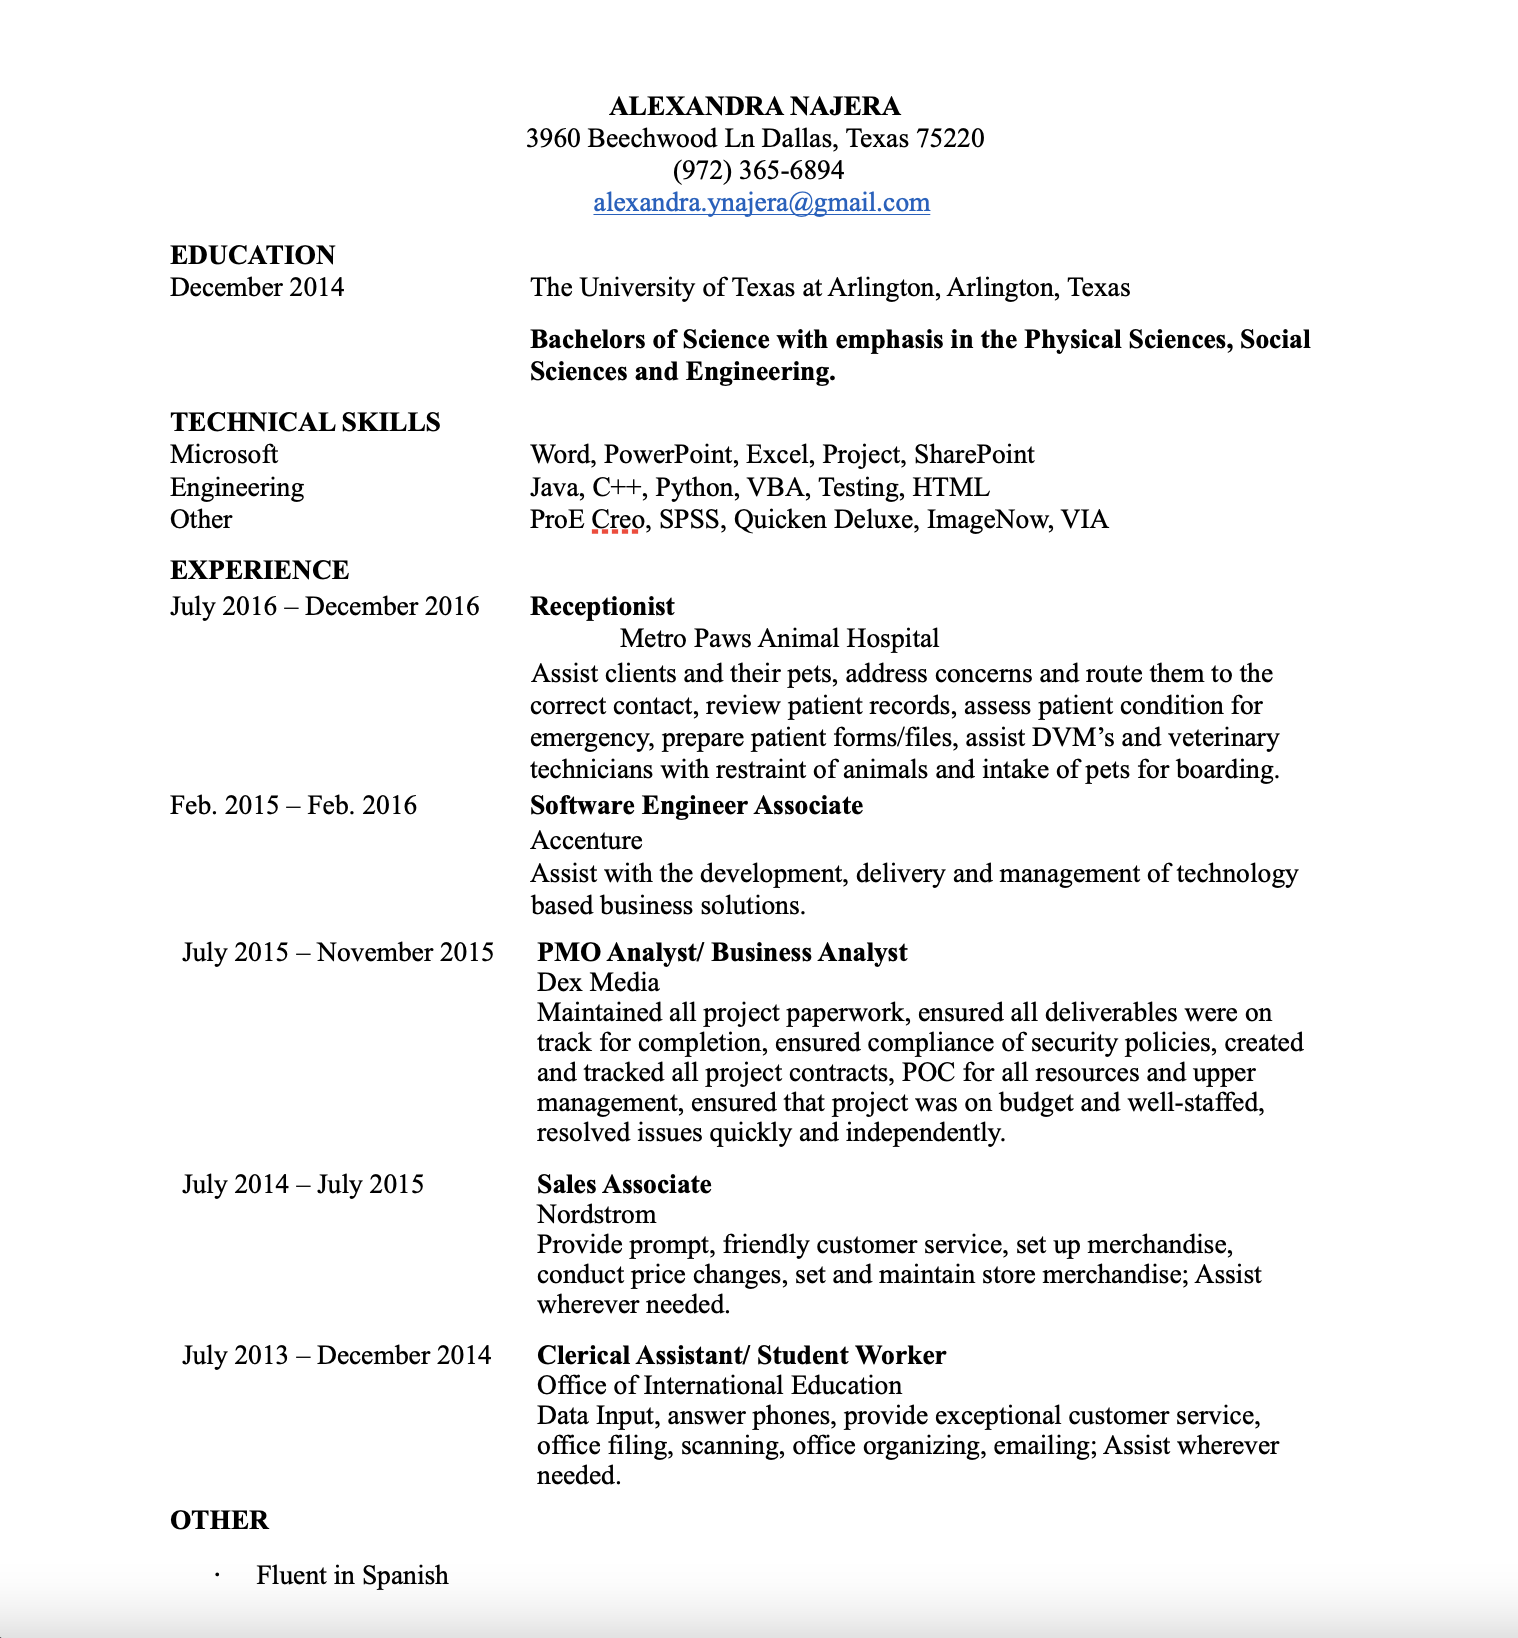 ALEXANDRA NAJERA
3960 Beechwood Ln Dallas, Texas 75220
(972) 365-6894
alexandra.ynajera@gmail.com
EDUCATION
December 2014 The University of Texas at Arlington, Arlington, Texas
Bachelors of Science with emphasis in the Physical Sciences, Social
Sciences and Engineering.
TECHNICAL SKILLS
Microsoft Word, PowerPoint, Excel, Project, SharePoint
Engineering Java, C++, Python, VBA, Testing, HTML
Other ProE Creo, SPSS, Quicken Deluxe, ImageNow, VIA
EXPERIENCE
July 2016 – December 2016 Receptionist
Metro Paws Animal Hospital
Assist clients and their pets, address concerns and route them to the
correct contact, review patient records, assess patient condition for
emergency, prepare patient forms/files, assist DVM’s and veterinary
technicians with restraint of animals and intake of pets for boarding.
Feb. 2015 – Feb. 2016 Software Engineer Associate
Accenture
Assist with the development, delivery and management of technology
based business solutions.
July 2015 – November 2015 PMO Analyst/ Business Analyst
Dex Media
Maintained all project paperwork, ensured all deliverables were on
track for completion, ensured compliance of security policies, created
and tracked all project contracts, POC for all resources and upper
management, ensured that project was on budget and well-staffed,
resolved issues quickly and independently.
July 2014 – July 2015 Sales Associate
Nordstrom
Provide prompt, friendly customer service, set up merchandise,
conduct price changes, set and maintain store merchandise; Assist
wherever needed.
July 2013 – December 2014 Clerical Assistant/ Student Worker
Office of International Education
Data Input, answer phones, provide exceptional customer service,
office filing, scanning, office organizing, emailing; Assist wherever
needed.
OTHER
· Fluent in Spanish